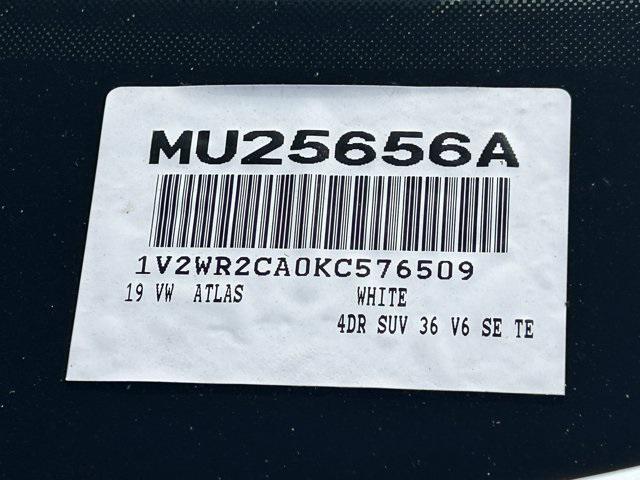 MU25656A
1V2WR2CA0KC576509
19 VW ATLAS WHITE
4DR SUV 36 V6 SE TE